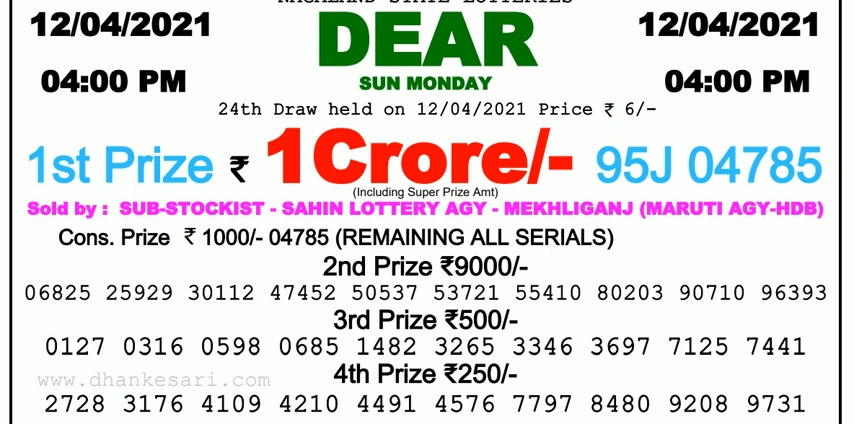 NAGALAND STATE LOTTERIES
12/04/2021 DEAR 12/04/2021
04:00 PM SUN MONDAY 04:00 PM
24th Draw held on 12/04/2021 Price ₹ 6/-
1st Prize ₹ 1Crore/- 95J 04785
(Including Super Prize Amt)
Sold by : SUB-STOCKIST - SAHIN LOTTERY AGY - MEKHLIGANJ (MARUTI AGY-HDB)
Cons. Prize ₹ 1000/- 04785 (REMAINING ALL SERIALS)
2nd Prize ₹9000/-
06825 25929 30112 47452 50537 53721 55410 80203 90710 96393
3rd Prize ₹500/-
0127 0316 0598 0685 1482 3265 3346 3697 7125 7441
www.dhankesari.com
4th Prize ₹250/-
2728 3176 4109 4210 4491 4576 7797 8480 9208 9731